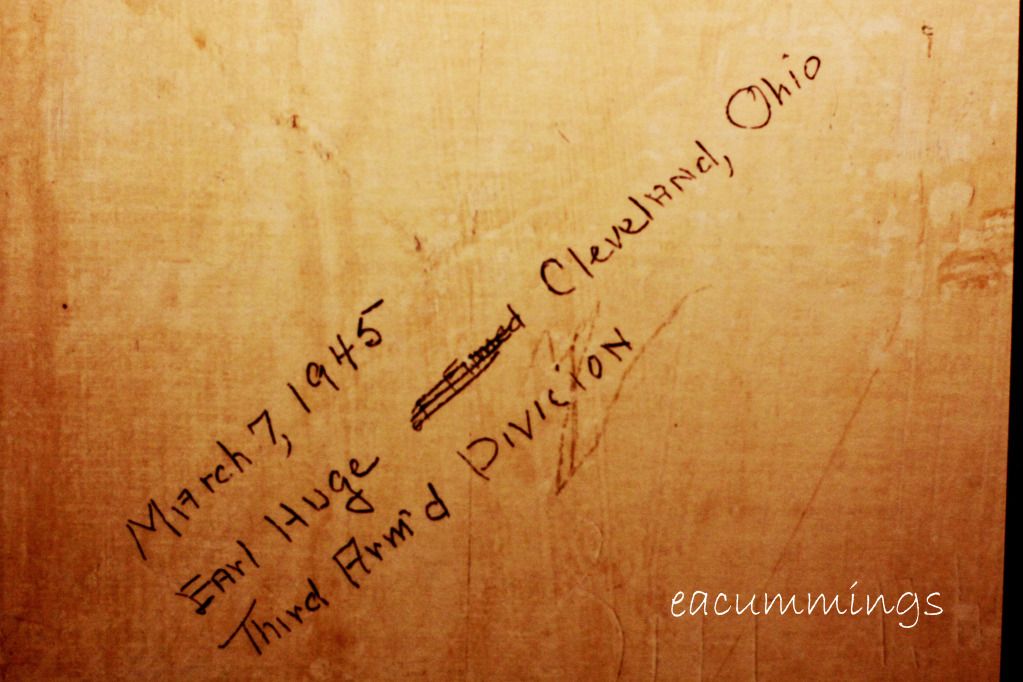 March 7, 1945
Earl Huge Cleveland, Ohio
Third Arm'd Division
eacummings